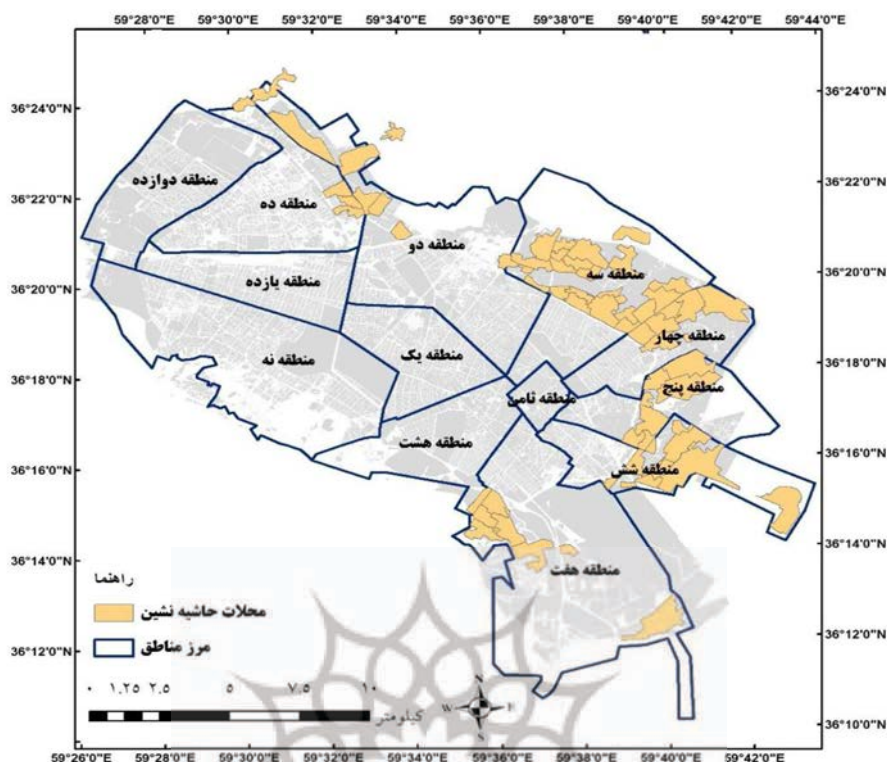 59°28'0"E 59°30'0"E 59°32'0"E 59°34'0"E 59°36'0"E 59°38'0"E 59°40'0"E 59°42'0"E 59°44'0"E
36°24'0"N
36°24'0"N
36°22'0"N
36°22'0"N
36°20'0"N
36°20'0"N
36°18'0"N
36°18'0"N
36°16'0"N
36°16'0"N
36°14'0"N
36°14'0"N
36°12'0"N
36°12'0"N
36°10'0"N
منطقه دوازده
منطقه ده
منطقه دو
منطقه سه
منطقه یازده
منطقه چهار
منطقه یک
منطقه نه
منطقه پنج
منطقه ثامن
منطقه هشت
منطقه شش
منطقه هفت
راهنما
محلات حاشیه نشین
مرز مناطق
۰ ۱.۲۵ ۲.۵ ۵ ۷.۵ ۱۰
کیلومتر
N
W E
S
59°26'0"E 59°28'0"E 59°30'0"E 59°32'0"E 59°34'0"E 59°36'0"E 59°38'0"E 59°40'0"E 59°42'0"E